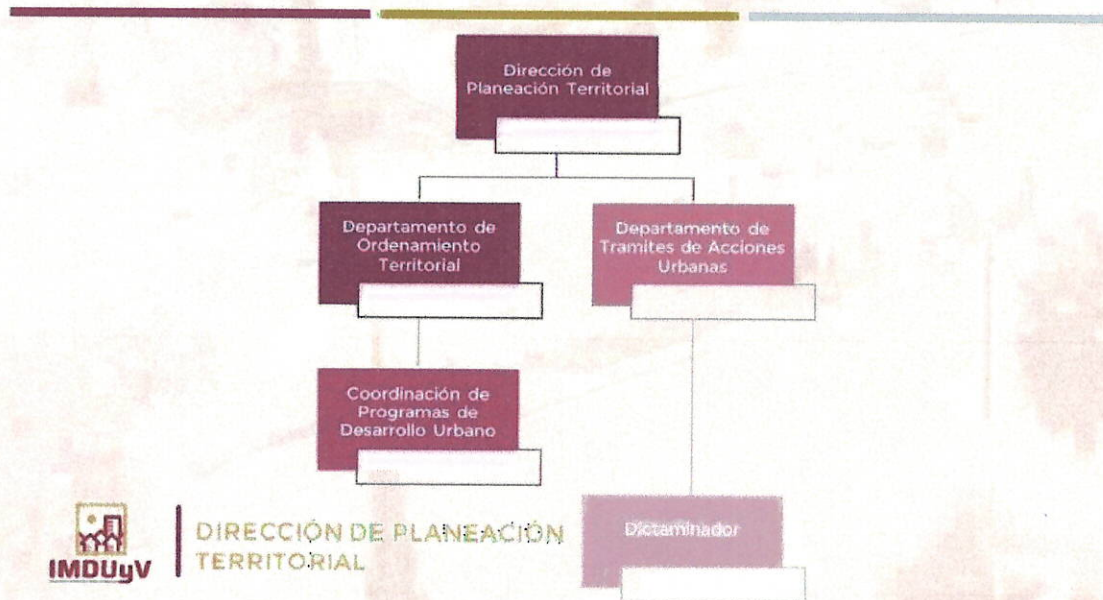 Dirección de
Planeación Territorial
Departamento de
Ordenamiento
Territorial
Departamento de
Tramites de Acciones
Urbanas
Coordinación de
Programas de
Desarrollo Urbano
Dictaminador
IMDUyV
DIRECCIÓN DE PLANEACIÓN
TERRITORIAL